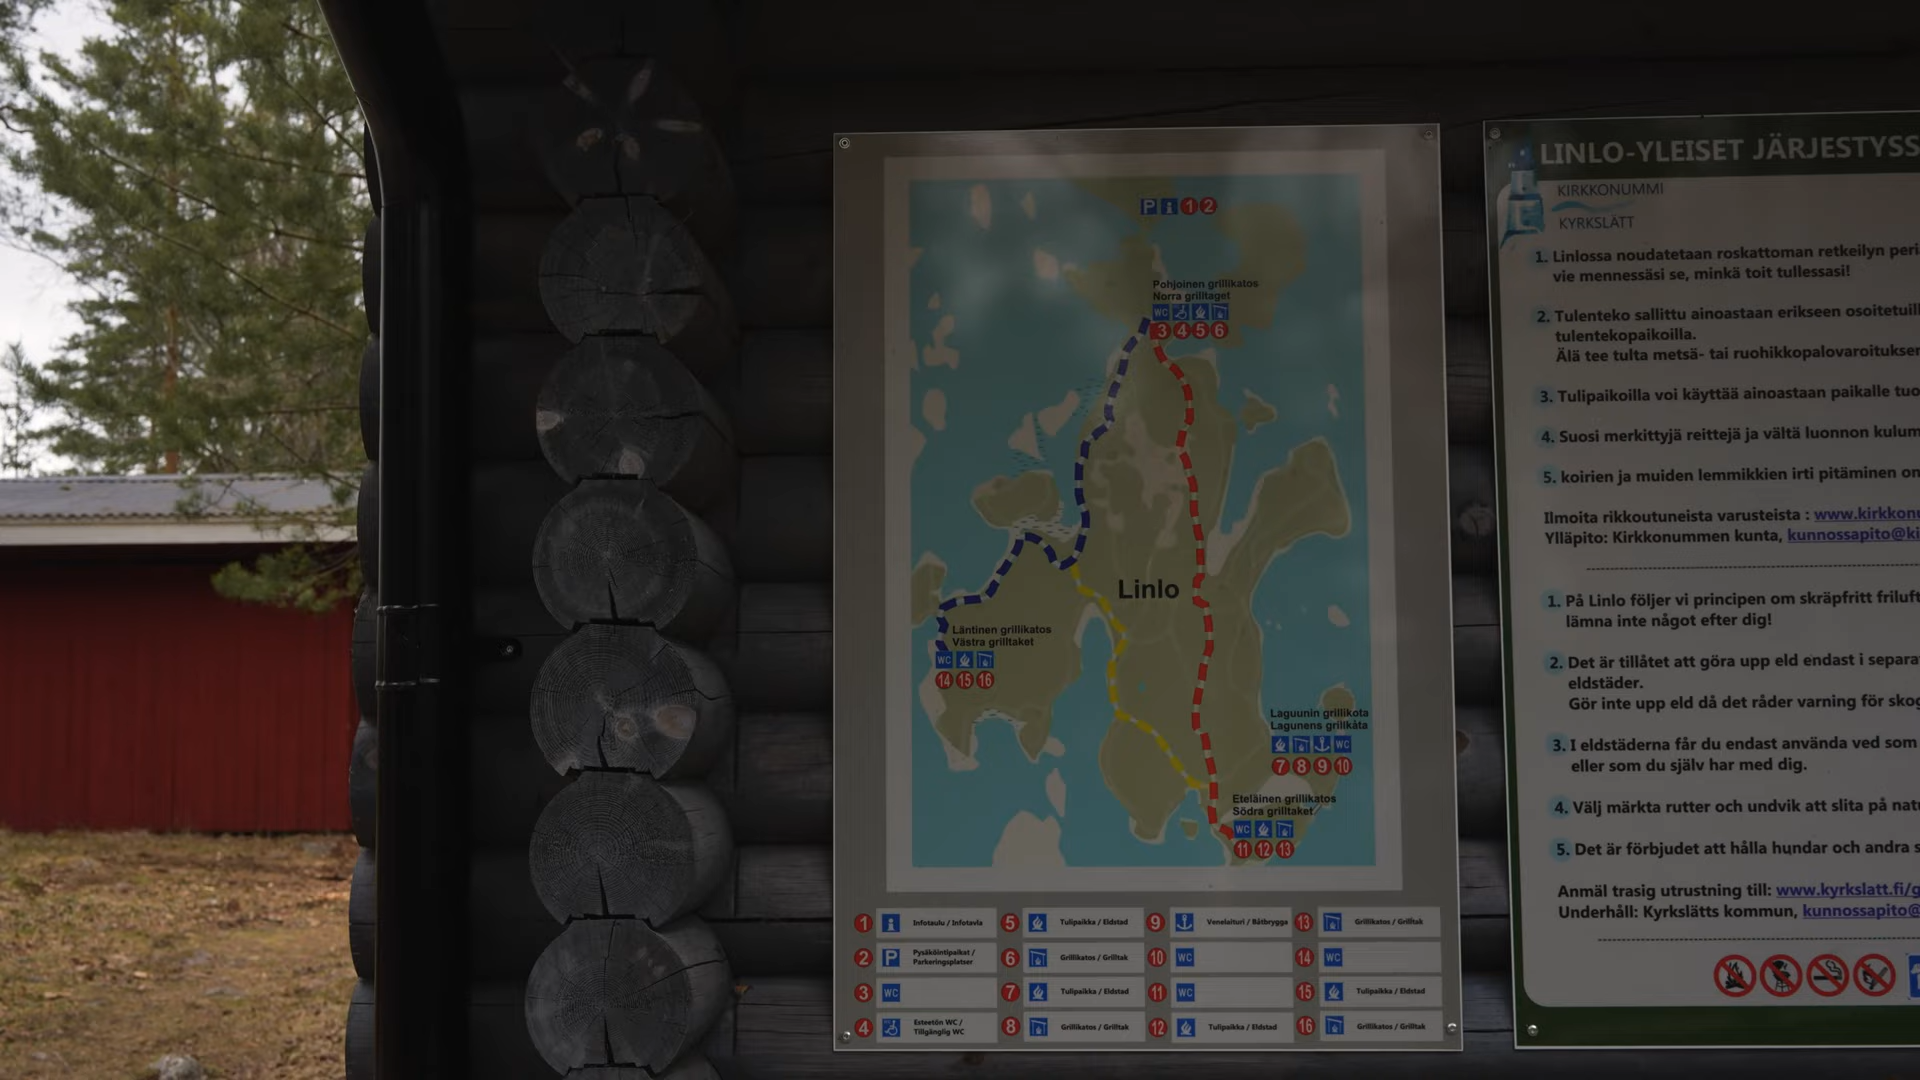 P i 1 2
Pohjoinen grillikatos
Norra grilltaget
WC
3 4 5 6
Linlo
Läntinen grillikatos
Västra grilltaket
WC
14 15 16
Laguunin grillikota
Lagunens grillkåta
WC
7 8 9 10
Eteläinen grillikatos
Södra grilltaket
WC
11 12 13
1 i Infotaulu / Infotavla
2 P Pysäköintipaikat /
Parkeringsplatser
3 WC
4 Esteetön WC /
Tillgänglig WC
5 Tulipaikka / Eldstad
6 Grillikatos / Grilltak
7 Tulipaikka / Eldstad
8 Grillikatos / Grilltak
9 Venelaituri / Båtbrygga
10 WC
11 WC
12 Tulipaikka / Eldstad
13 Grillikatos / Grilltak
14 WC
15 Tulipaikka / Eldstad
16 Grillikatos / Grilltak
LINLO-YLEISET JÄRJESTYSS
KIRKKONUMMI
KYRKSLÄTT
1. Linlossa noudatetaan roskattoman retkeilyn peri
vie mennessäsi se, minkä toit tullessasi!
2. Tulenteko sallittu ainoastaan erikseen osoitetuil
tulentekopaikoilla.
Älä tee tulta metsä- tai ruohikkopalovaroituksen
3. Tulipaikoilla voi käyttää ainoastaan paikalle tuo
4. Suosi merkittyjä reittejä ja vältä luonnon kulum
5. koirien ja muiden lemmikkien irti pitäminen on
Ilmoita rikkoutuneista varusteista : www.kirkkonu
Ylläpito: Kirkkonummen kunta, kunnossapito@ki
1. På Linlo följer vi principen om skräpfritt friluft
lämna inte något efter dig!
2. Det är tillåtet att göra upp eld endast i separa
eldstäder.
Gör inte upp eld då det råder varning för skog
3. I eldstäderna får du endast använda ved som
eller som du själv har med dig.
4. Välj märkta rutter och undvik att slita på nat
5. Det är förbjudet att hålla hundar och andra s
Anmäl trasig utrustning till: www.kyrkslatt.fi/g
Underhåll: Kyrkslätts kommun, kunnossapito@